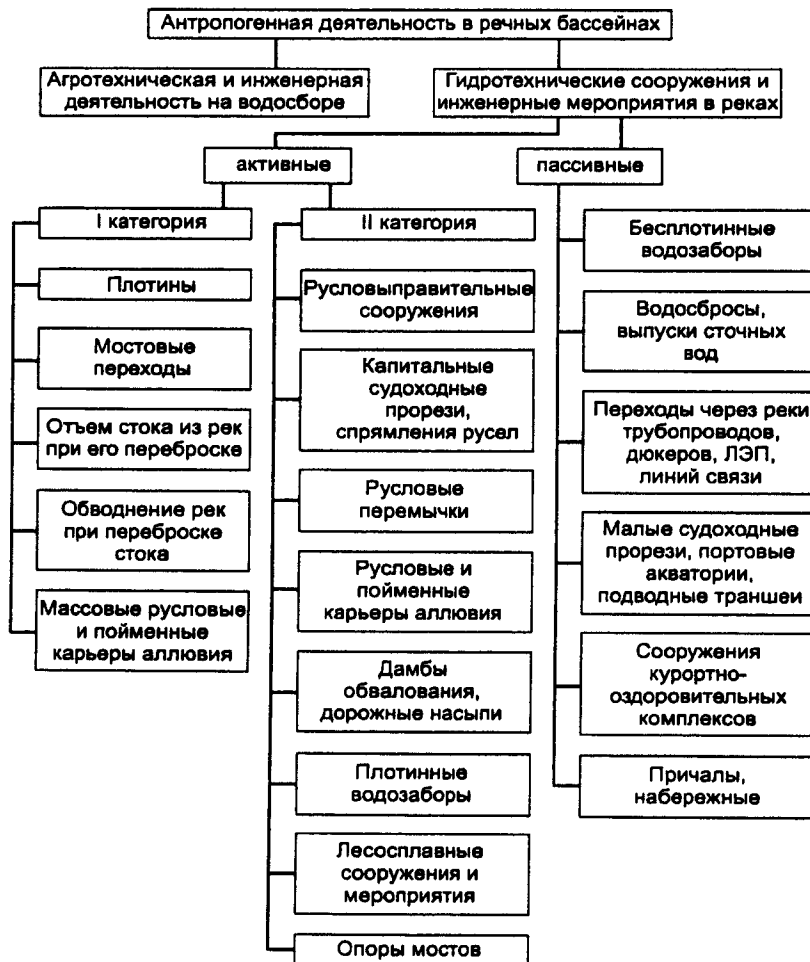 Антропогенная деятельность в речных бассейнах
Агротехническая и инженерная
деятельность на водосборе
Гидротехнические сооружения и
инженерные мероприятия в реках
активные
пассивные
I категория
Плотины
Мостовые
переходы
Отъем стока из рек
при его переброске
Обводнение рек
при переброске
стока
Массовые русловые
и пойменные
карьеры аллювия
II категория
Русловыправительные
сооружения
Капитальные
судоходные
прорези,
спрямления русел
Русловые
перемычки
Русловые и
пойменные
карьеры аллювия
Дамбы
обвалования,
дорожные насыпи
Плотинные
водозаборы
Лесосплавные
сооружения и
мероприятия
Опоры мостов
Бесплотинные
водозаборы
Водосбросы,
выпуски сточных
вод
Переходы через реки
трубопроводов,
дюкеров, ЛЭП,
линий связи
Малые судоходные
прорези, портовые
акватории,
подводные траншеи
Сооружения
курортно-
оздоровительных
комплексов
Причалы,
набережные